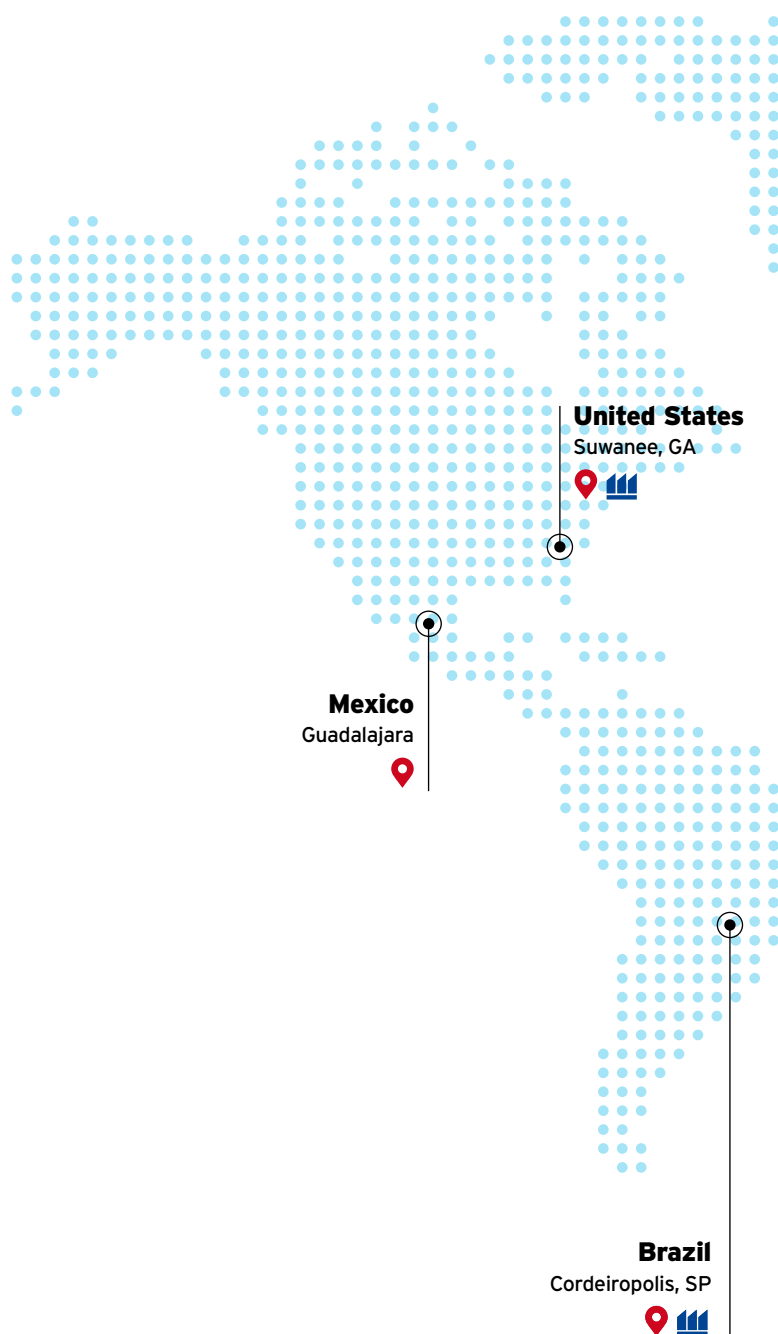 United States
Suwanee, GA
Mexico
Guadalajara
Brazil
Cordeiropolis, SP